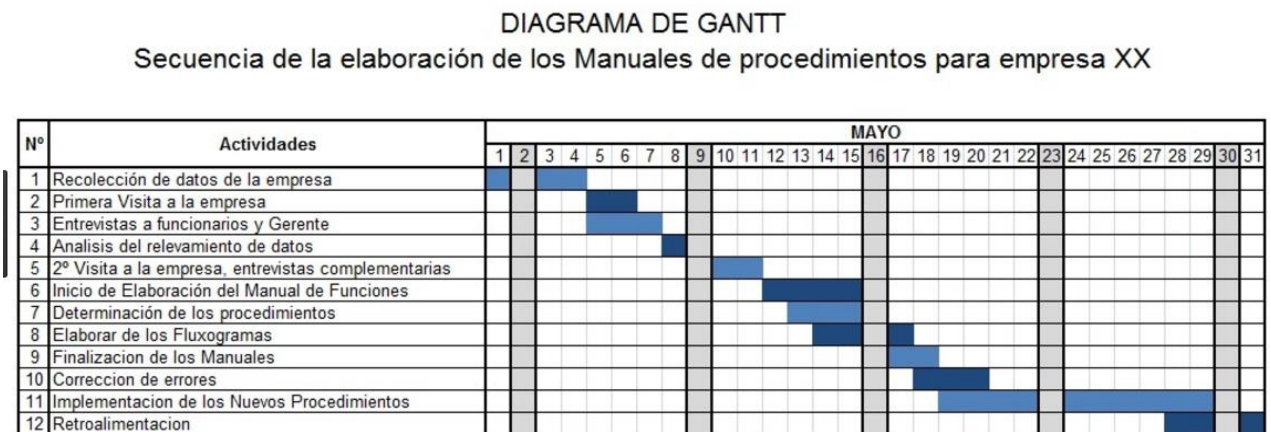 DIAGRAMA DE GANTT
Secuencia de la elaboración de los Manuales de procedimientos para empresa XX
Nº Actividades MAYO
1 2 3 4 5 6 7 8 9 10 11 12 13 14 15 16 17 18 19 20 21 22 23 24 25 26 27 28 29 30 31
1 Recolección de datos de la empresa
2 Primera Visita a la empresa
3 Entrevistas a funcionarios y Gerente
4 Analisis del relevamiento de datos
5 2º Visita a la empresa, entrevistas complementarias
6 Inicio de Elaboración del Manual de Funciones
7 Determinación de los procedimientos
8 Elaborar de los Fluxogramas
9 Finalizacion de los Manuales
10 Correccion de errores
11 Implementacion de los Nuevos Procedimientos
12 Retroalimentacion